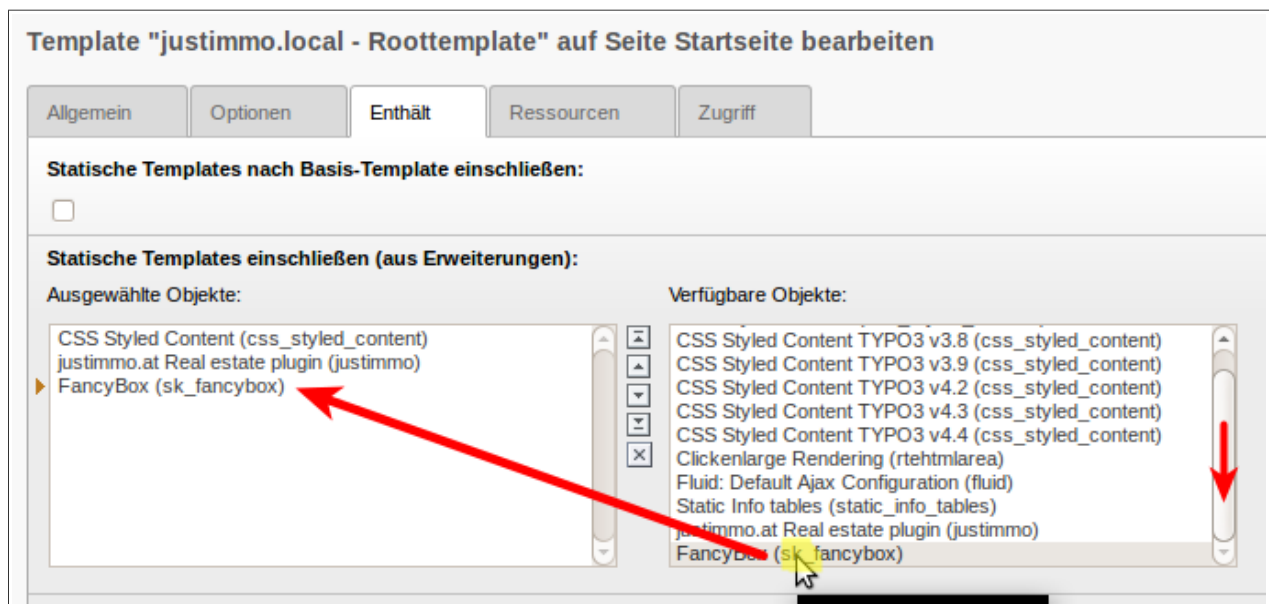 Template "justimmo.local - Roottemplate" auf Seite Startseite bearbeiten
Allgemein
Optionen
Enthält
Ressourcen
Zugriff
Statische Templates nach Basis-Template einschließen:
Statische Templates einschließen (aus Erweiterungen):
Ausgewählte Objekte:
CSS Styled Content (css_styled_content)
justimmo.at Real estate plugin (justimmo)
FancyBox (sk_fancybox)
Verfügbare Objekte:
CSS Styled Content TYPO3 v3.8 (css_styled_content)
CSS Styled Content TYPO3 v3.9 (css_styled_content)
CSS Styled Content TYPO3 v4.2 (css_styled_content)
CSS Styled Content TYPO3 v4.3 (css_styled_content)
CSS Styled Content TYPO3 v4.4 (css_styled_content)
Clickenlarge Rendering (rtehtmlarea)
Fluid: Default Ajax Configuration (fluid)
Static Info tables (static_info_tables)
justimmo.at Real estate plugin (justimmo)
FancyBox (sk_fancybox)